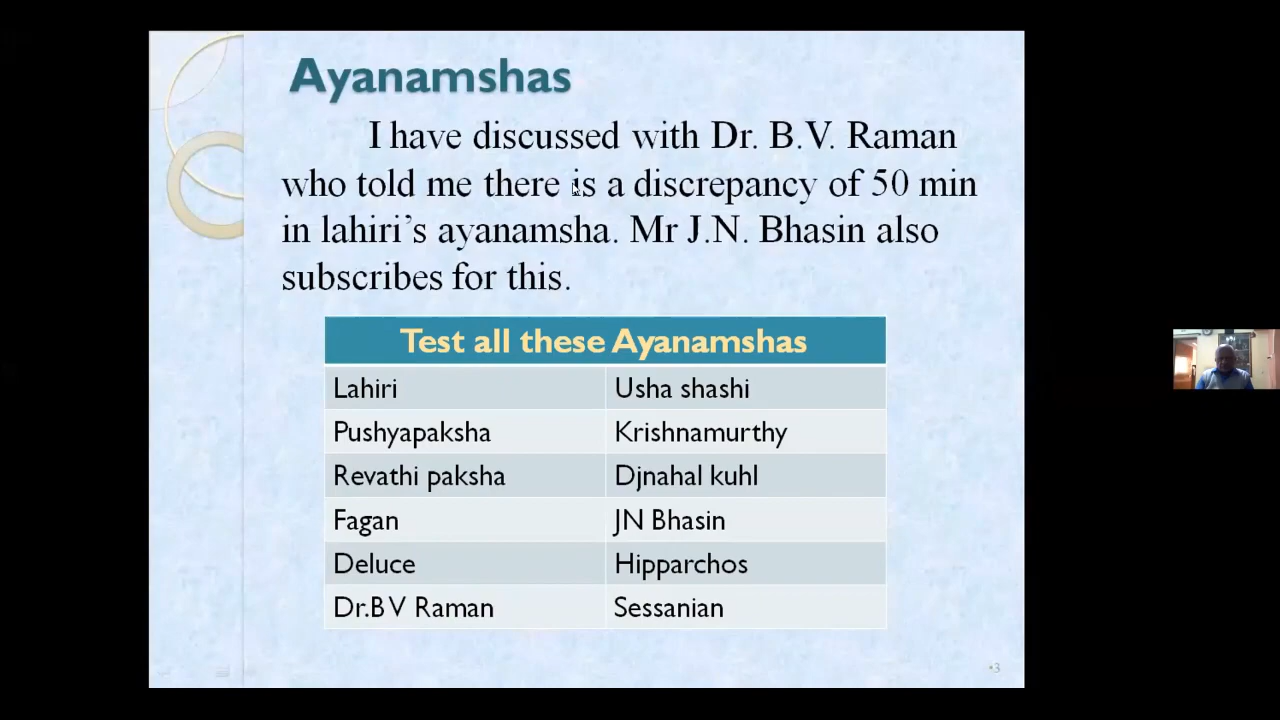 Ayanamshas
I have discussed with Dr. B.V. Raman
who told me there is a discrepancy of 50 min
in lahiri's ayanamsha. Mr J.N. Bhasin also
subscribes for this.
Test all these Ayanamshas
Lahiri Usha shashi
Pushyapaksha Krishnamurthy
Revathi paksha Djnahal kuhl
Fagan JN Bhasin
Deluce Hipparchos
Dr.B V Raman Sessanian
•3